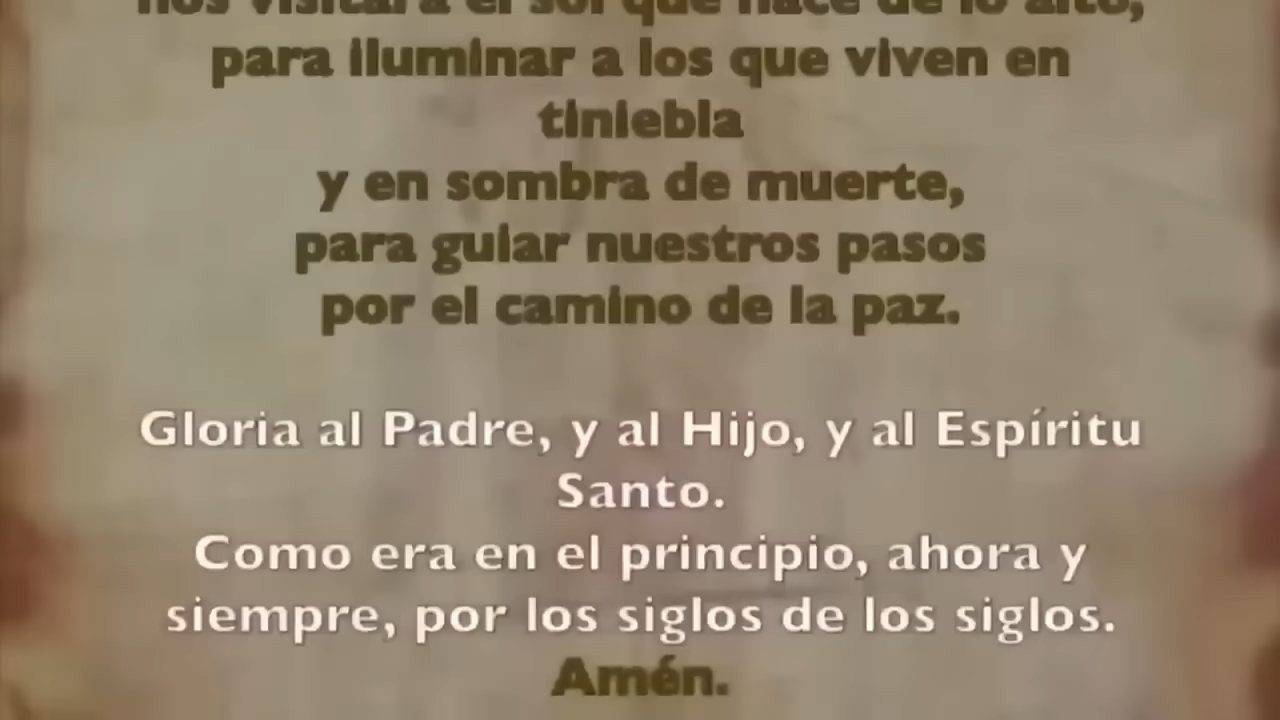 nos visitará el sol que nace de lo alto,
para iluminar a los que viven en
tiniebla
y en sombra de muerte,
para guiar nuestros pasos
por el camino de la paz.
Gloria al Padre, y al Hijo, y al Espíritu
Santo.
Como era en el principio, ahora y
siempre, por los siglos de los siglos.
Amén.